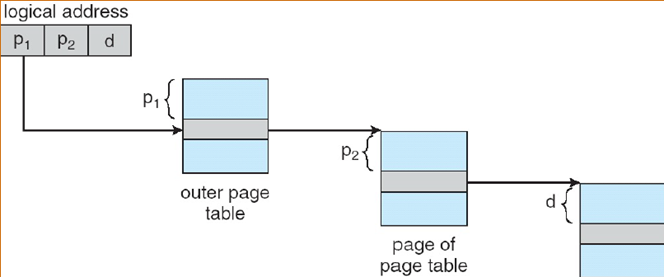 logical address
p₁ p₂ d
p₁
outer page
table
p₂
page of
page table
d